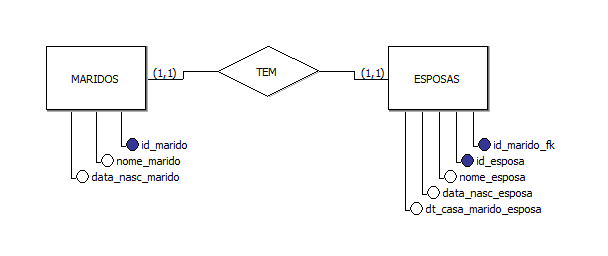 MARIDOS
(1,1)
TEM
(1,1)
ESPOSAS
id_marido
nome_marido
data_nasc_marido
id_marido_fk
id_esposa
nome_esposa
data_nasc_esposa
dt_casa_marido_esposa